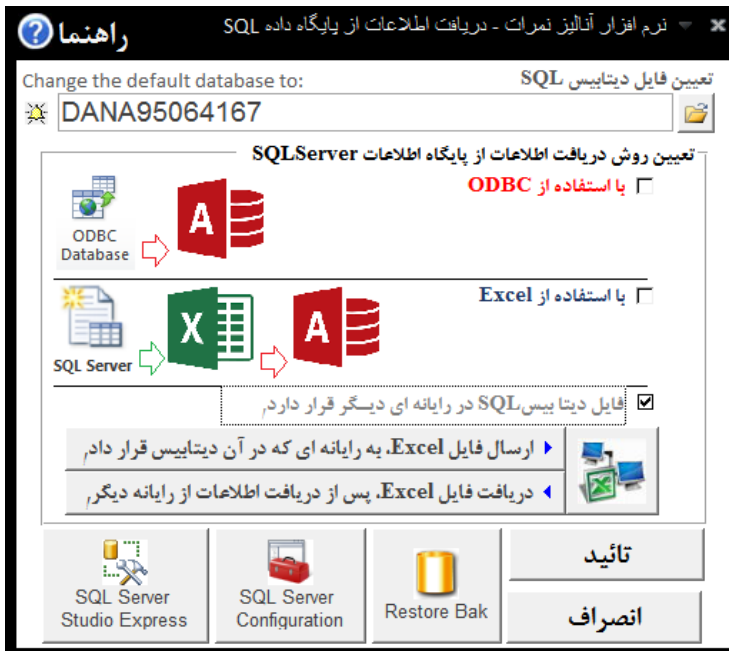 نرم افزار آنالیز نمرات - دریافت اطلاعات از پایگاه داده SQL
راهنما
Change the default database to:
تعیین فایل دیتابیس SQL
DANA95064167
تعیین روش دریافت اطلاعات از پایگاه اطلاعات SQLServer
با استفاده از ODBC
ODBC
Database
با استفاده از Excel
SQL Server
فایل دیتا بیسSQL در رایانه ای دیـگر قرار دارد,
ارسال فایل Excel، به رایانه ای که در آن دیتابیس قرار داد,
دریافت فایل Excel، پس از دریافت اطلاعات از رایانه دیگر,
SQL Server
Studio Express
SQL Server
Configuration
Restore Bak
تائید
انصراف